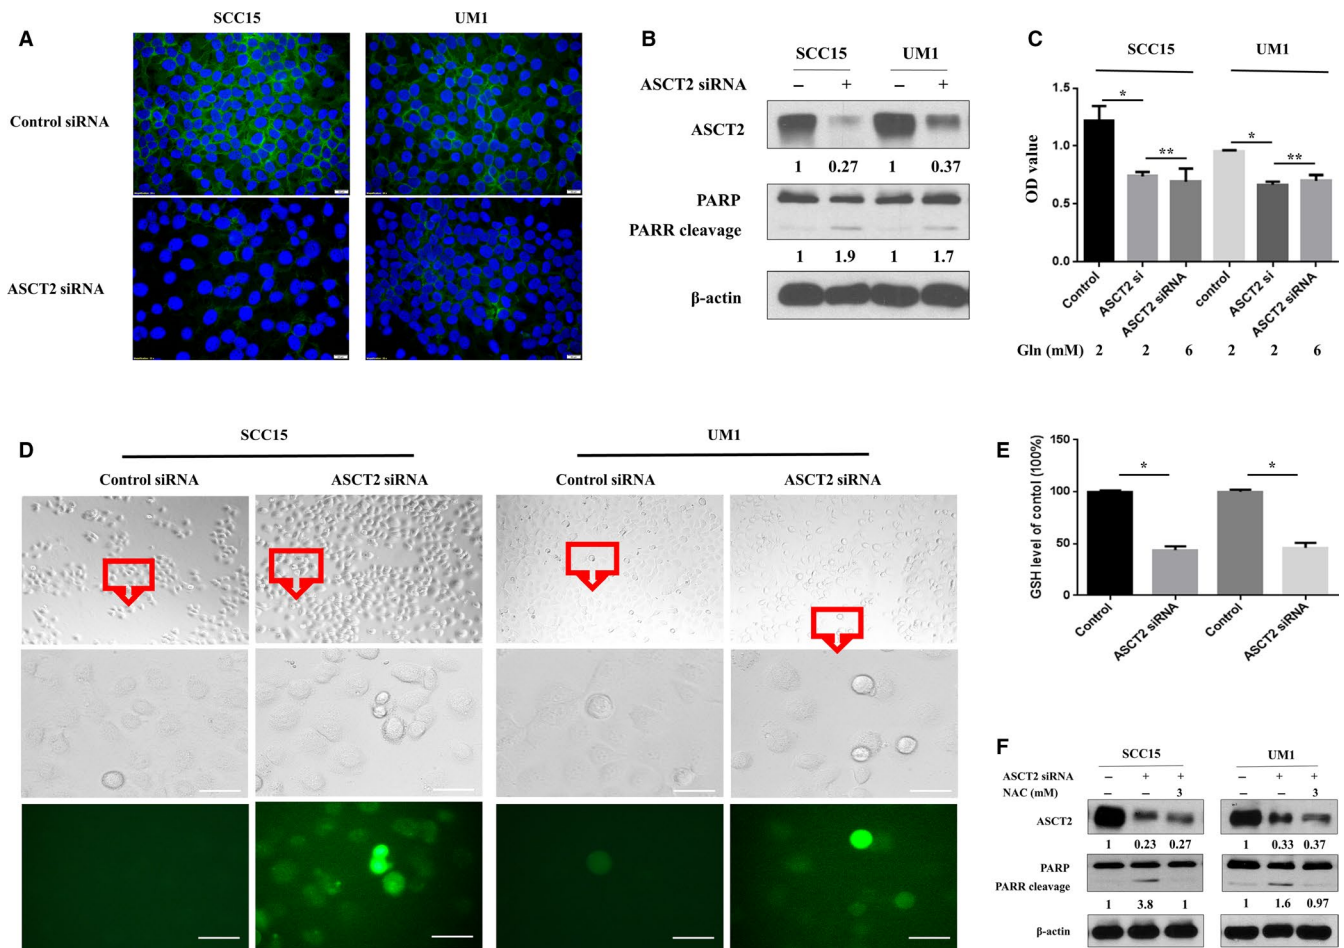 A
SCC15 UM1
Control siRNA
ASCT2 siRNA
B
SCC15 UM1
ASCT2 siRNA – + – +
ASCT2
1 0.27 1 0.37
PARP
PARR cleavage
1 1.9 1 1.7
β-actin
C
SCC15 UM1
OD value
1.5
1.0
0.5
0.0
* ** * **
Control ASCT2 si ASCT2 siRNA control ASCT2 si ASCT2 siRNA
Gln (mM) 2 2 6 2 2 6
D
SCC15 UM1
Control siRNA ASCT2 siRNA Control siRNA ASCT2 siRNA
E
GSH level of contol (100%)
150
100
50
0
* *
Control ASCT2 siRNA Control ASCT2 siRNA
F
SCC15 UM1
ASCT2 siRNA – + + – + +
NAC (mM) – – 3 – – 3
ASCT2
1 0.23 0.27 1 0.33 0.37
PARP
PARR cleavage
1 3.8 1 1 1.6 0.97
β-actin